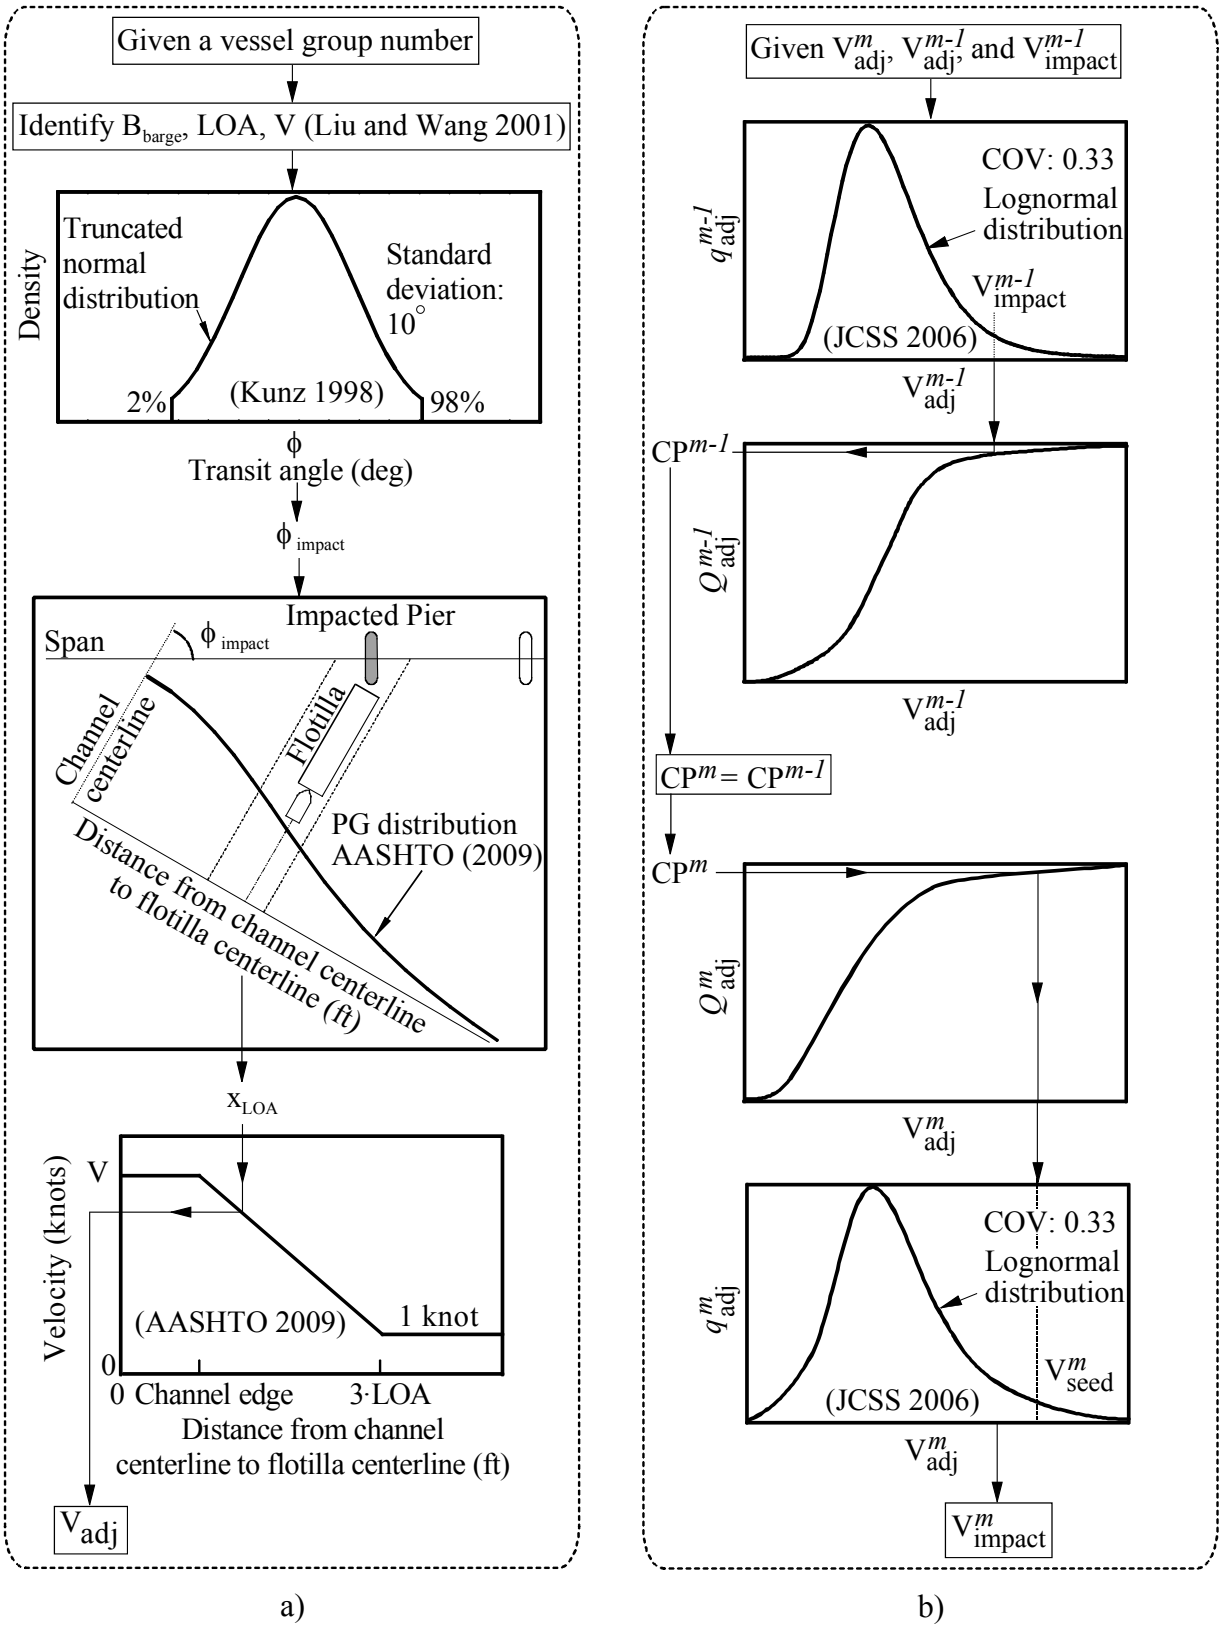 Given a vessel group number
Identify B_barge, LOA, V (Liu and Wang 2001)
Density
Truncated
normal
distribution
Standard
deviation:
10°
2%
(Kunz 1998)
98%
ϕ
Transit angle (deg)
ϕ_impact
Impacted Pier
Span
ϕ_impact
Channel
centerline
Flotilla
PG distribution
AASHTO (2009)
Distance from channel centerline
to flotilla centerline (ft)
x_LOA
Velocity (knots)
V
(AASHTO 2009)
1 knot
0
0 Channel edge 3·LOA
Distance from channel
centerline to flotilla centerline (ft)
V_adj
a)
Given V^m_adj, V^m-1_adj, and V^m-1_impact
q^m-1_adj
COV: 0.33
Lognormal
distribution
V^m-1_impact
(JCSS 2006)
V^m-1_adj
CP^m-1
Q^m-1_adj
V^m-1_adj
CP^m = CP^m-1
CP^m
Q^m_adj
V^m_adj
q^m_adj
COV: 0.33
Lognormal
distribution
V^m_seed
(JCSS 2006)
V^m_adj
V^m_impact
b)